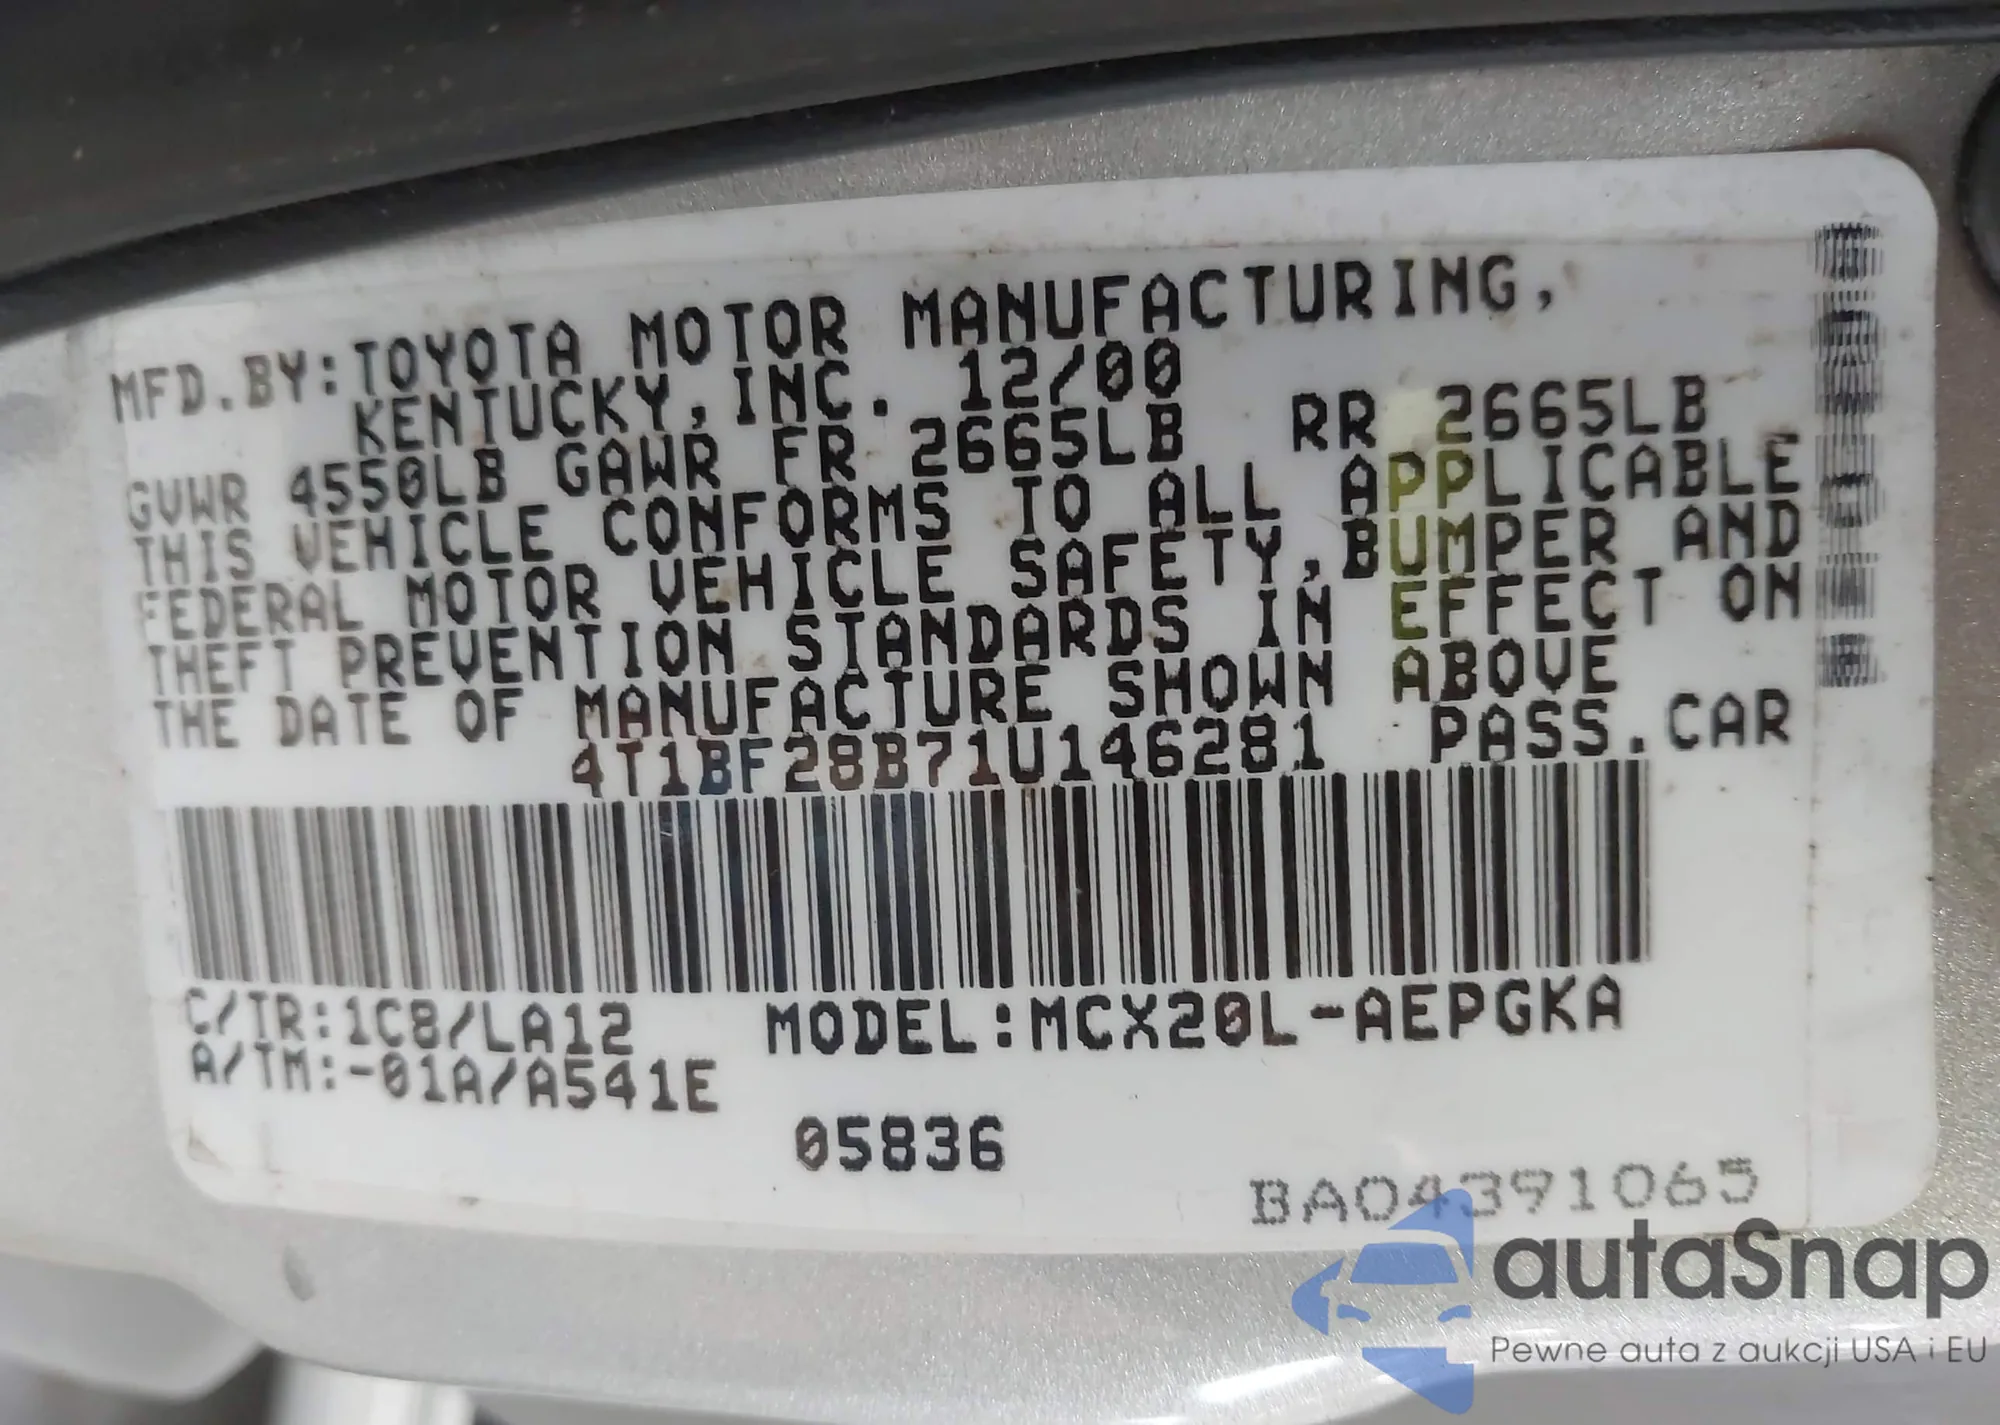 MFD.BY:TOYOTA MOTOR MANUFACTURING,
KENTUCKY,INC. 12/00
GVWR 4550LB GAWR FR 2665LB RR 2665LB
THIS VEHICLE CONFORMS TO ALL APPLICABLE
FEDERAL MOTOR VEHICLE SAFETY,BUMPER AND
THEFT PREVENTION STANDARDS IN EFFECT ON
THE DATE OF MANUFACTURE SHOWN ABOVE
4T1BF28B71U146281 PASS.CAR
C/TR:1C8/LA12 MODEL:MCX20L-AEPGKA
A/TM:-01A/A541E
05836
BA04391065
autaSnap
Pewne auta z aukcji USA i EU